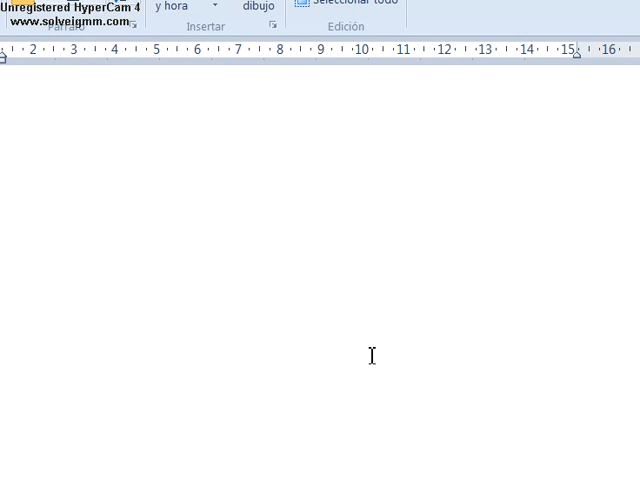 Unregistered HyperCam 4
www.solveigmm.com
y hora
dibujo
Seleccionar todo
Párrafo
Insertar
Edición
2 3 4 5 6 7 8 9 10 11 12 13 14 15 16